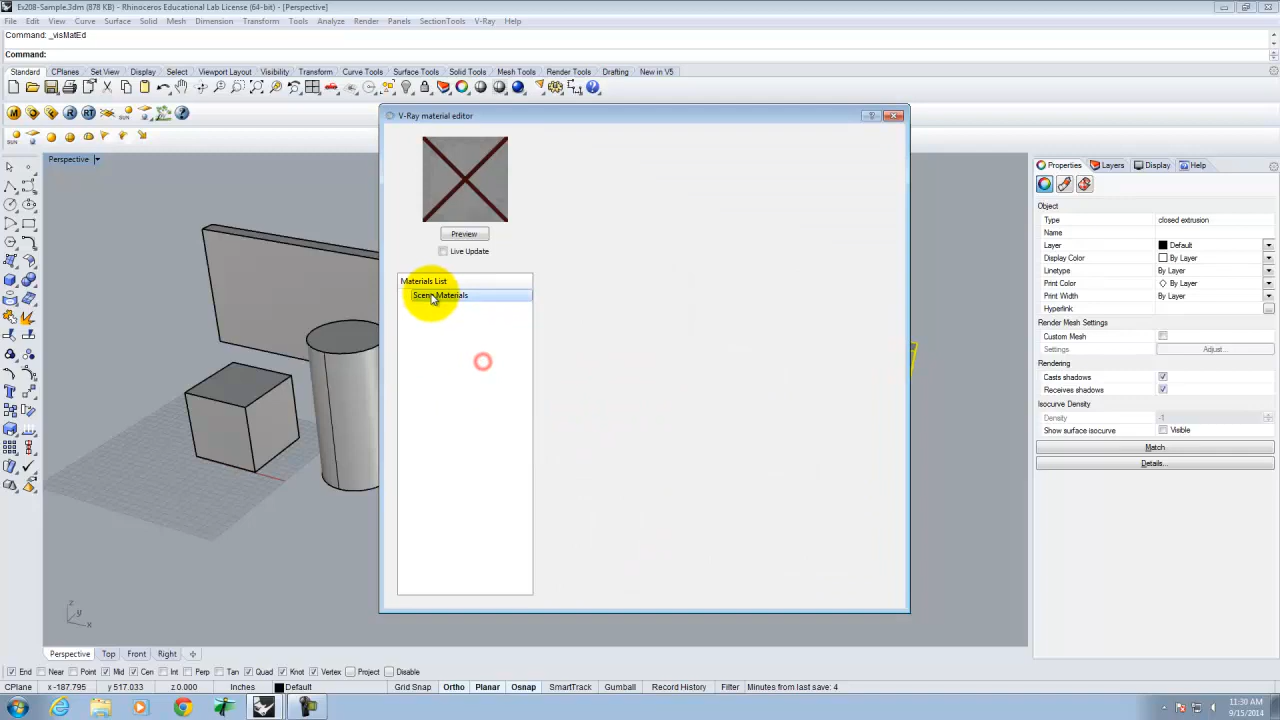 Ex208-Sample.3dm (878 KB) - Rhinoceros Educational Lab License (64-bit) - [Perspective]
File Edit View Curve Surface Solid Mesh Dimension Transform Tools Analyze Render Panels SectionTools V-Ray Help
Command: _visMatEd
Command:
Standard CPlanes Set View Display Select Viewport Layout Visibility Transform Curve Tools Surface Tools Solid Tools Mesh Tools Render Tools Drafting New in V5
M R RT SUN
SUN
V-Ray material editor
Perspective
Properties Layers Display Help
Preview
Live Update
Materials List
Scene Materials
Object
Type closed extrusion
Name
Layer Default
Display Color By Layer
Linetype By Layer
Print Color By Layer
Print Width By Layer
Hyperlink
Render Mesh Settings
Custom Mesh
Settings Adjust...
Rendering
Casts shadows
Receives shadows
Isocurve Density
Density -1
Show surface isocurve Visible
Match
Details...
z
y
x
Perspective Top Front Right
End Near Point Mid Cen Int Perp Tan Quad Knot Vertex Project Disable
CPlane x -187.795 y 517.033 z 0.000 Inches Default Grid Snap Ortho Planar Osnap SmartTrack Gumball Record History Filter Minutes from last save: 4
11:30 AM
9/15/2014